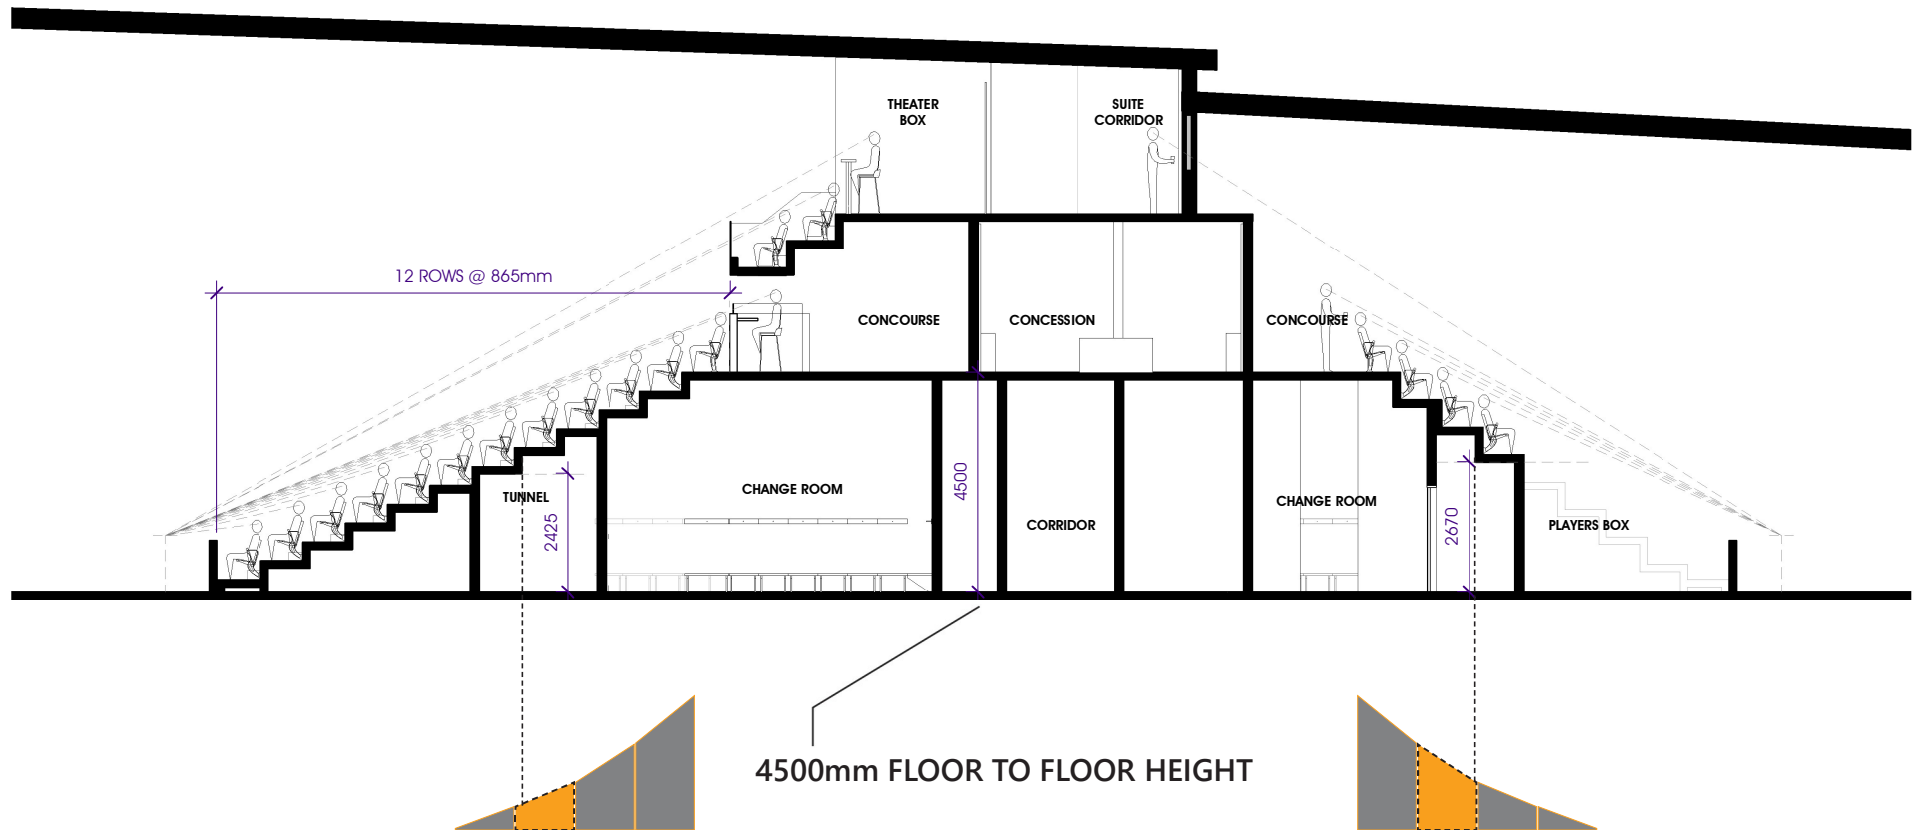 THEATER
BOX
SUITE
CORRIDOR
12 ROWS @ 865mm
CONCOURSE
CONCESSION
CONCOURSE
4500
CHANGE ROOM
TUNNEL
2425
CORRIDOR
CHANGE ROOM
2670
PLAYERS BOX
4500mm FLOOR TO FLOOR HEIGHT